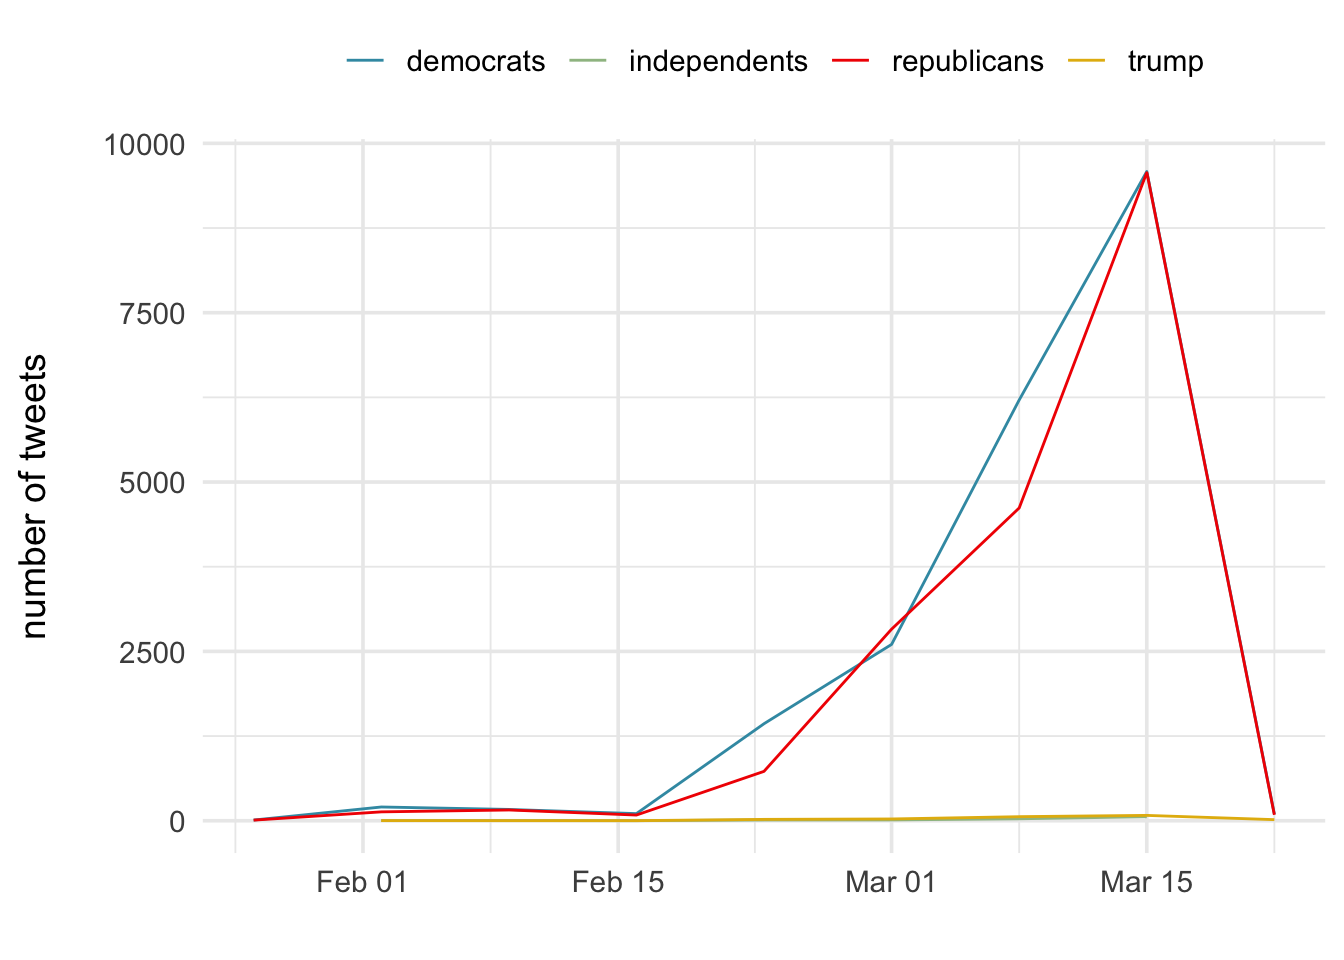 democrats independents republicans trump
10000
7500
5000
2500
0
number of tweets
Feb 01 Feb 15 Mar 01 Mar 15